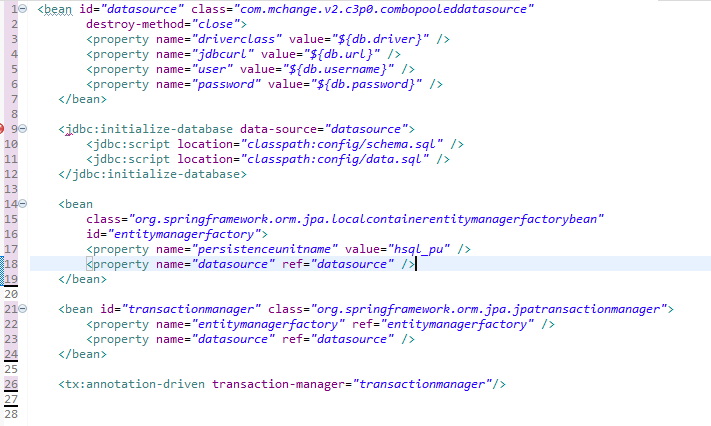 1 <bean id="datasource" class="com.mchange.v2.c3p0.combopooleddatasource"
2 destroy-method="close">
3 <property name="driverclass" value="${db.driver}" />
4 <property name="jdbcurl" value="${db.url}" />
5 <property name="user" value="${db.username}" />
6 <property name="password" value="${db.password}" />
7 </bean>
8
9 <jdbc:initialize-database data-source="datasource">
10 <jdbc:script location="classpath:config/schema.sql" />
11 <jdbc:script location="classpath:config/data.sql" />
12 </jdbc:initialize-database>
13
14 <bean
15 class="org.springframework.orm.jpa.localcontainerentitymanagerfactorybean"
16 id="entitymanagerfactory">
17 <property name="persistenceunitname" value="hsql_pu" />
18 <property name="datasource" ref="datasource" />
19 </bean>
20
21 <bean id="transactionmanager" class="org.springframework.orm.jpa.jpatransactionmanager">
22 <property name="entitymanagerfactory" ref="entitymanagerfactory" />
23 <property name="datasource" ref="datasource" />
24 </bean>
25
26 <tx:annotation-driven transaction-manager="transactionmanager"/>
27
28